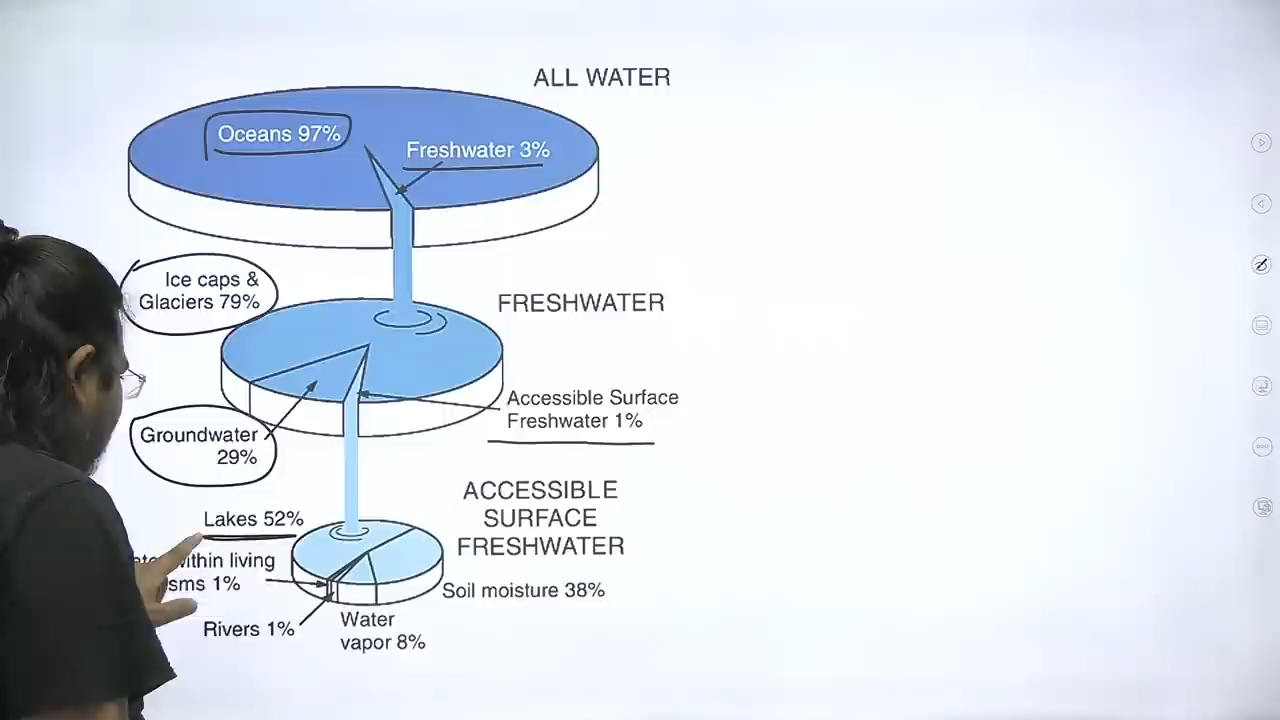 ALL WATER
Oceans 97%
Freshwater 3%
Ice caps &
Glaciers 79%
FRESHWATER
Accessible Surface
Freshwater 1%
Groundwater
29%
ACCESSIBLE
SURFACE
FRESHWATER
Lakes 52%
within living
1%
Soil moisture 38%
Rivers 1%
Water
vapor 8%